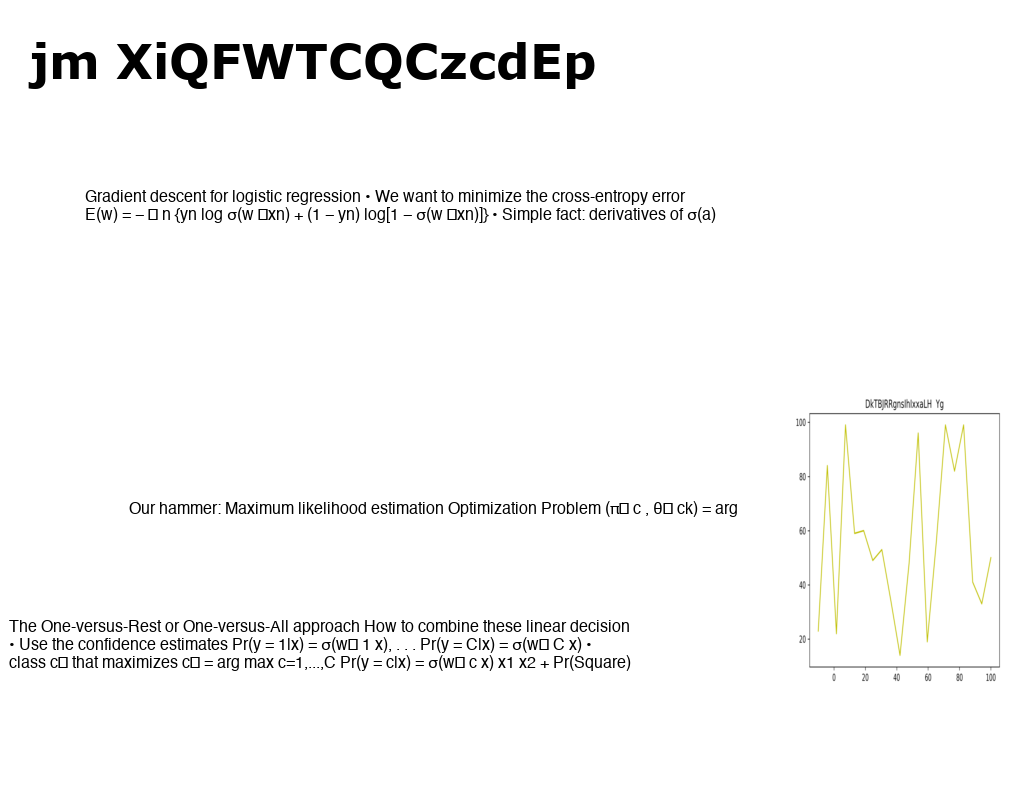 jm XiQFWTCQCzcdEp
Gradient descent for logistic regression • We want to minimize the cross-entropy error
E(w) = – □ n {yn log σ(w □xn) + (1 – yn) log[1 – σ(w □xn)]} • Simple fact: derivatives of σ(a)
DkTBJRRgnsIhIxxaLH Yg
100
80
60
40
20
0 20 40 60 80 100
Our hammer: Maximum likelihood estimation Optimization Problem (π□ c , θ□ ck) = arg
The One-versus-Rest or One-versus-All approach How to combine these linear decision
• Use the confidence estimates Pr(y = 1|x) = σ(w□ 1 x), . . . Pr(y = C|x) = σ(w□ C x) •
class c□ that maximizes c□ = arg max c=1,...,C Pr(y = c|x) = σ(w□ c x) x1 x2 + Pr(Square)